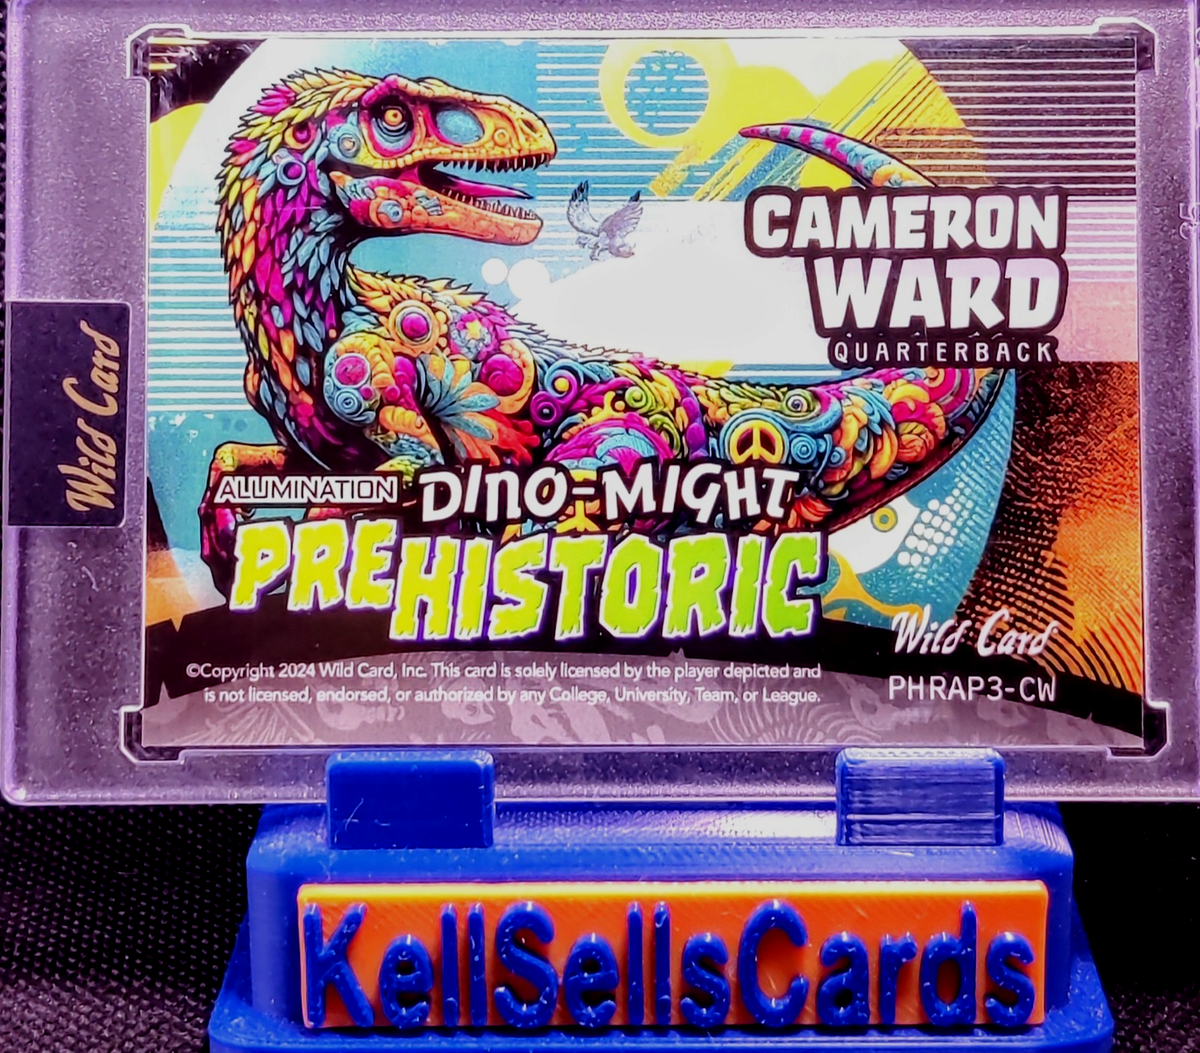 CAMERON
WARD
QUARTERBACK
Wild Card
ALUMINATION DINO-MIGHT
PREHISTORIC
Wild Card
©Copyright 2024 Wild Card, Inc. This card is solely licensed by the player depicted and
is not licensed, endorsed, or authorized by any College, University, Team, or League.
PHRAP3-CW
KellSellsCards